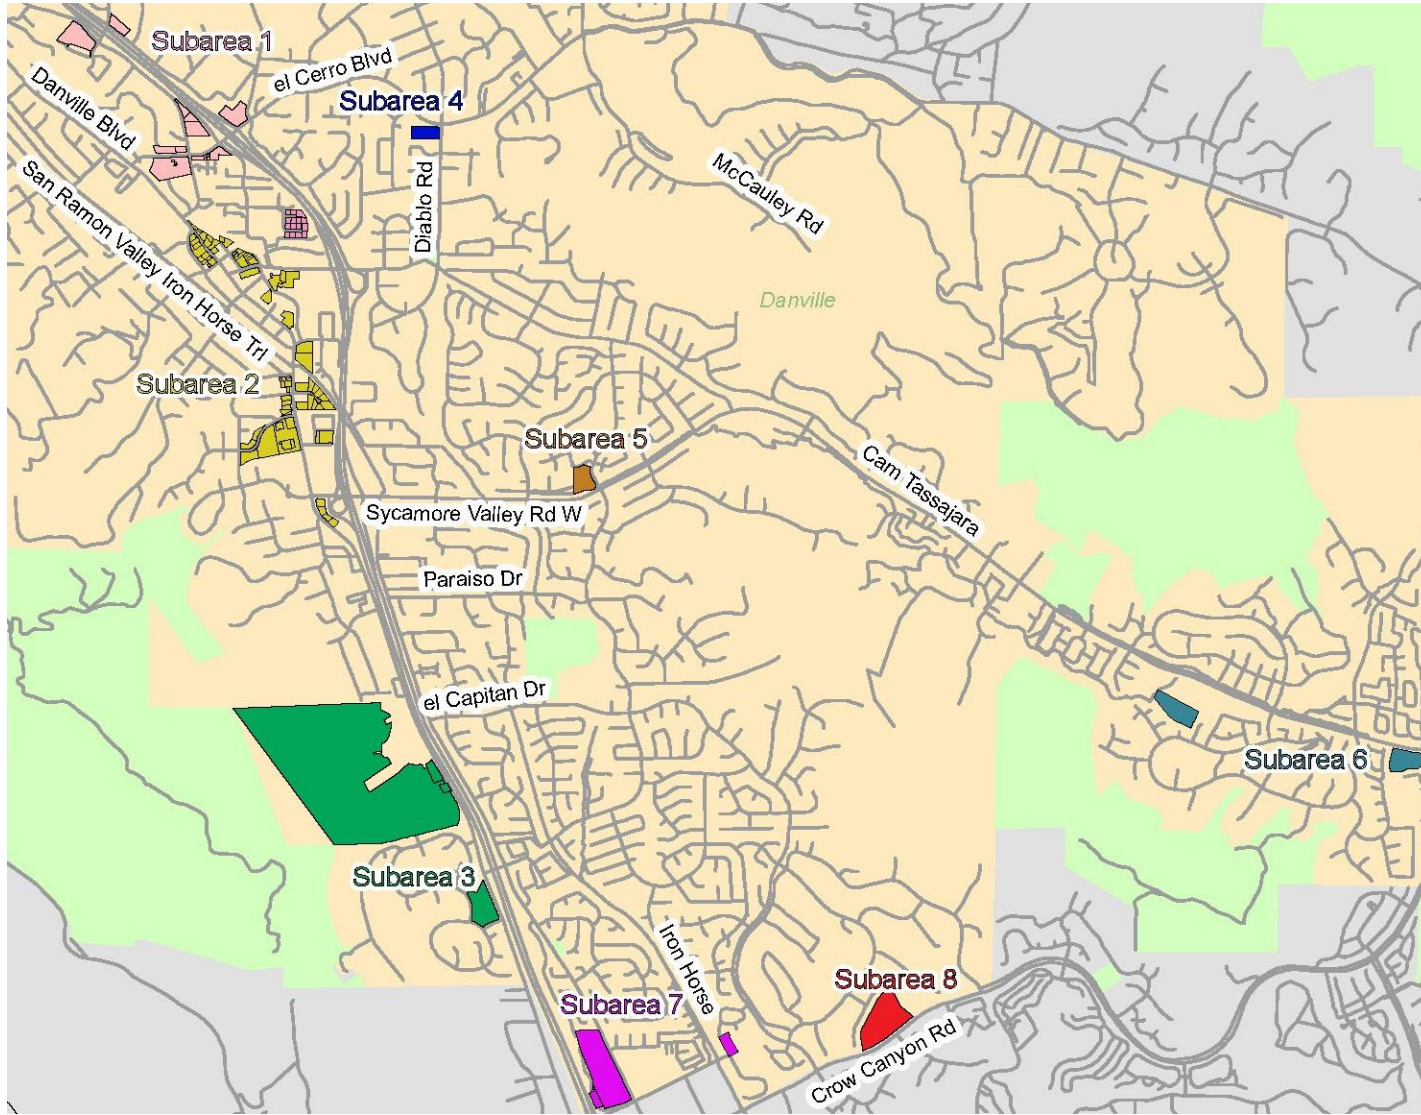 Subarea 1
el Cerro Blvd
Danville Blvd
Subarea 4
San Ramon Valley Iron Horse Trl
Diablo Rd
McCauley Rd
Danville
Subarea 2
Subarea 5
Cam Tassajara
Sycamore Valley Rd W
Paraiso Dr
el Capitan Dr
Subarea 6
Subarea 3
Iron Horse
Subarea 8
Subarea 7
Crow Canyon Rd